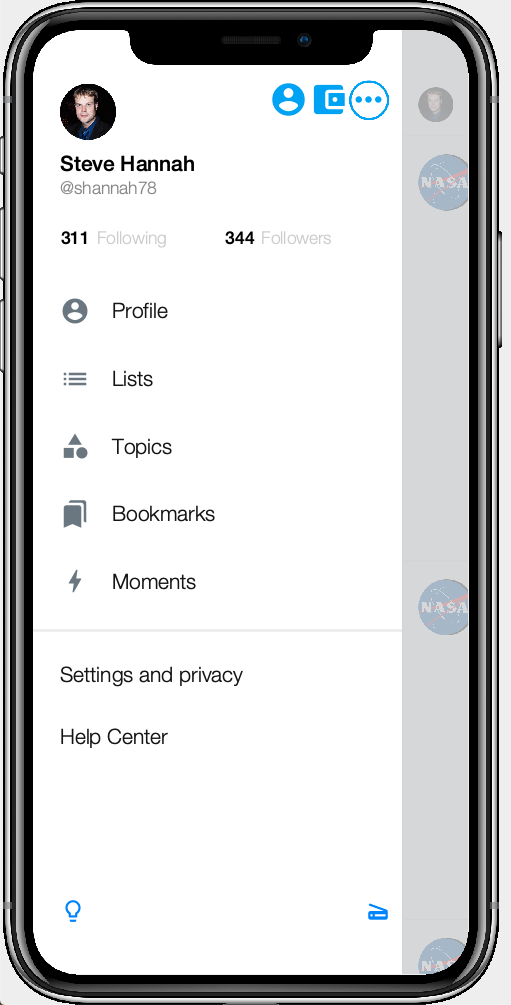 Steve Hannah
@shannah78
311 Following 344 Followers
Profile
Lists
Topics
Bookmarks
Moments
Settings and privacy
Help Center
NASA
NASA
NASA